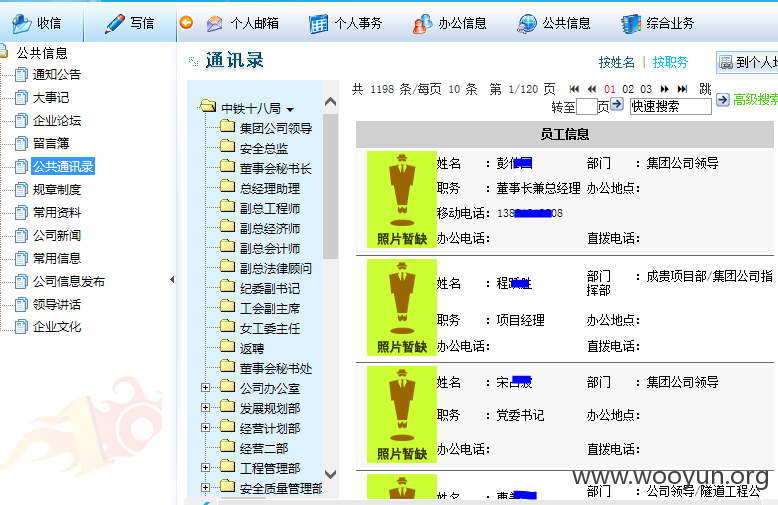 收信 写信 个人邮箱 个人事务 办公信息 公共信息 综合业务
公共信息
通知公告
大事记
企业论坛
留言簿
公共通讯录
规章制度
常用资料
公司新闻
常用信息
公司信息发布
领导讲话
企业文化
通讯录
按姓名 | 按职务 到个人地
共 1198 条/每页 10 条 第 1/120 页 01 02 03 跳
转至 页 快速搜索 高级搜索
中铁十八局
集团公司领导
安全总监
董事会秘书长
总经理助理
副总工程师
副总经济师
副总会计师
副总法律顾问
纪委副书记
工会副主席
女工委主任
返聘
董事会秘书处
公司办公室
发展规划部
经营计划部
经营二部
工程管理部
安全质量管理部
员工信息
照片暂缺
姓名 : 彭 部门 : 集团公司领导
职务 : 董事长兼总经理 办公地点:
移动电话: 138 08
办公电话: 直拨电话:
照片暂缺
姓名 : 程 部门 : 成贵项目部/集团公司指挥部
职务 : 项目经理 办公地点:
办公电话: 直拨电话:
照片暂缺
姓名 : 宋 部门 : 集团公司领导
职务 : 党委书记 办公地点:
办公电话: 直拨电话:
姓名 : 曹 部门 : 公司领导/隧道工程公
www.wooyun.org